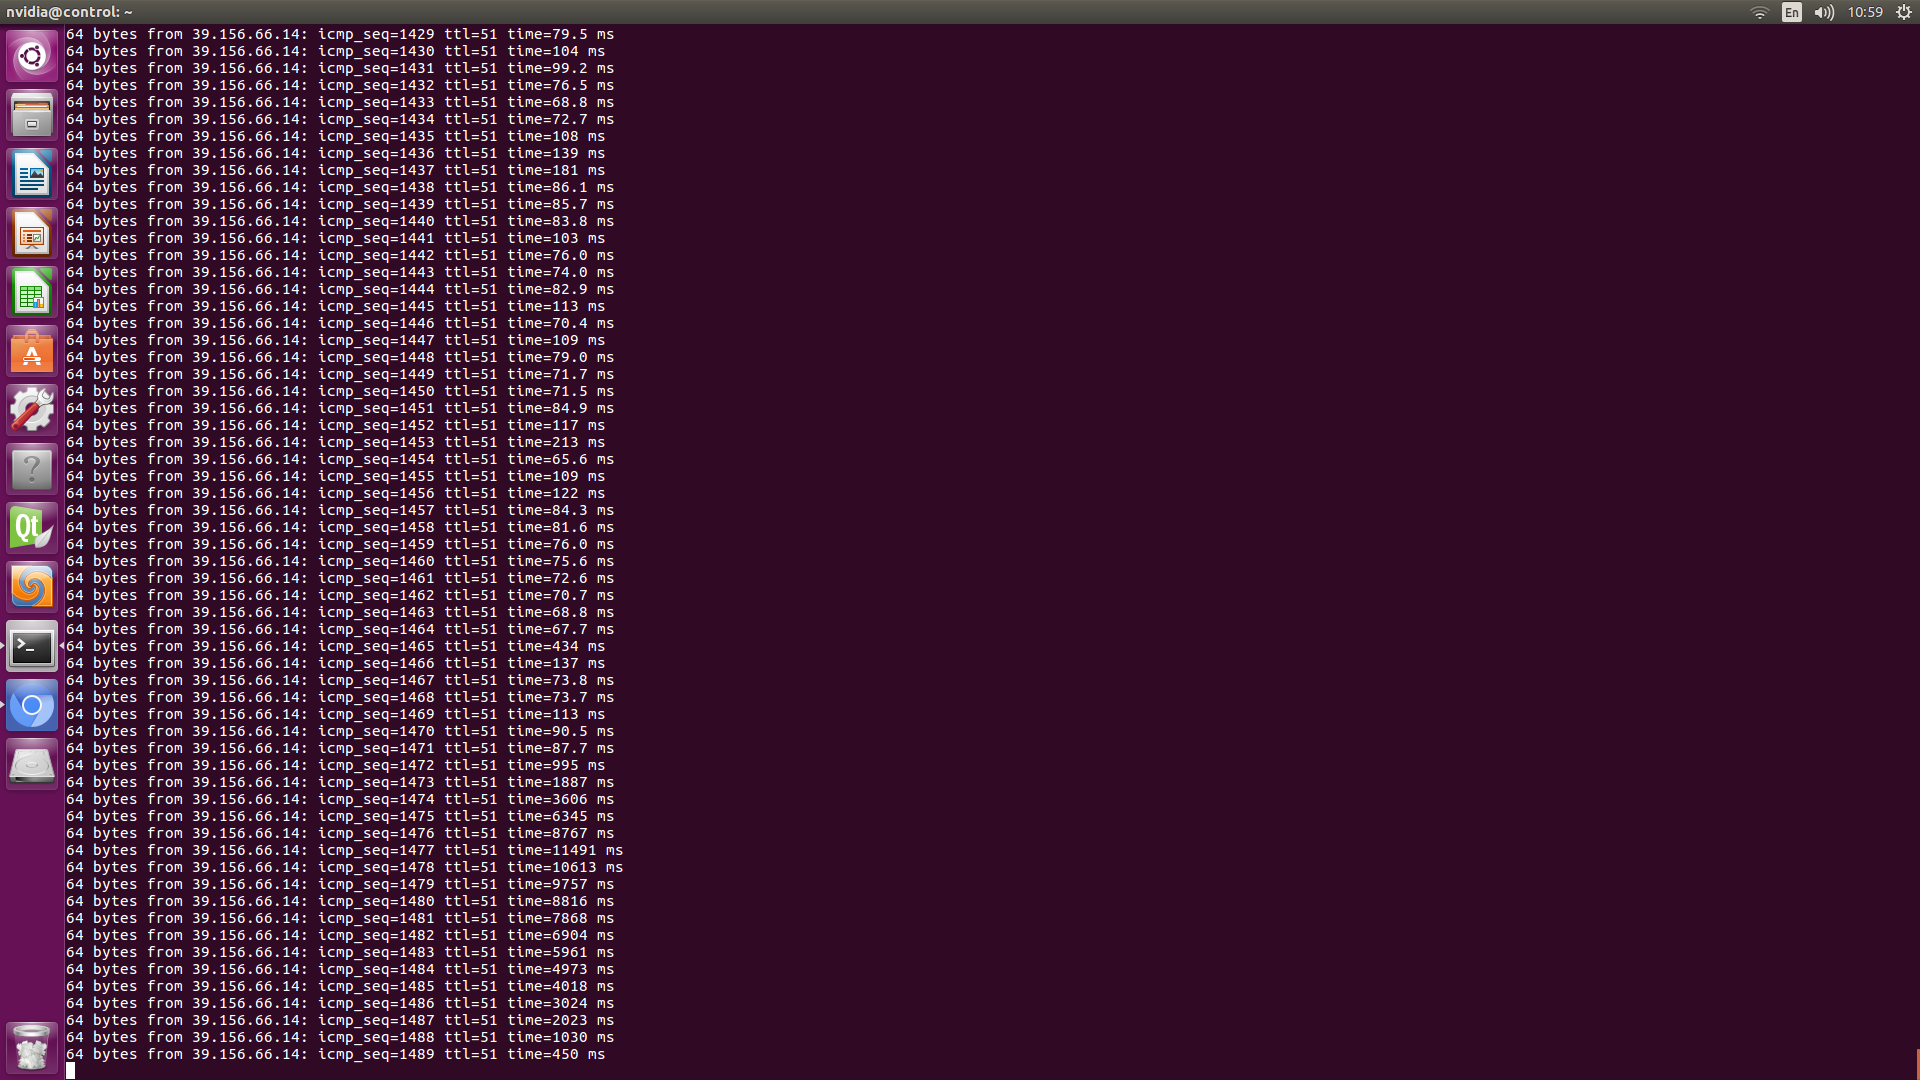 nvidia@control: ~
En
10:59
64 bytes from 39.156.66.14: icmp_seq=1429 ttl=51 time=79.5 ms
64 bytes from 39.156.66.14: icmp_seq=1430 ttl=51 time=104 ms
64 bytes from 39.156.66.14: icmp_seq=1431 ttl=51 time=99.2 ms
64 bytes from 39.156.66.14: icmp_seq=1432 ttl=51 time=76.5 ms
64 bytes from 39.156.66.14: icmp_seq=1433 ttl=51 time=68.8 ms
64 bytes from 39.156.66.14: icmp_seq=1434 ttl=51 time=72.7 ms
64 bytes from 39.156.66.14: icmp_seq=1435 ttl=51 time=108 ms
64 bytes from 39.156.66.14: icmp_seq=1436 ttl=51 time=139 ms
64 bytes from 39.156.66.14: icmp_seq=1437 ttl=51 time=181 ms
64 bytes from 39.156.66.14: icmp_seq=1438 ttl=51 time=86.1 ms
64 bytes from 39.156.66.14: icmp_seq=1439 ttl=51 time=85.7 ms
64 bytes from 39.156.66.14: icmp_seq=1440 ttl=51 time=83.8 ms
64 bytes from 39.156.66.14: icmp_seq=1441 ttl=51 time=103 ms
64 bytes from 39.156.66.14: icmp_seq=1442 ttl=51 time=76.0 ms
64 bytes from 39.156.66.14: icmp_seq=1443 ttl=51 time=74.0 ms
64 bytes from 39.156.66.14: icmp_seq=1444 ttl=51 time=82.9 ms
64 bytes from 39.156.66.14: icmp_seq=1445 ttl=51 time=113 ms
64 bytes from 39.156.66.14: icmp_seq=1446 ttl=51 time=70.4 ms
64 bytes from 39.156.66.14: icmp_seq=1447 ttl=51 time=109 ms
64 bytes from 39.156.66.14: icmp_seq=1448 ttl=51 time=79.0 ms
64 bytes from 39.156.66.14: icmp_seq=1449 ttl=51 time=71.7 ms
64 bytes from 39.156.66.14: icmp_seq=1450 ttl=51 time=71.5 ms
64 bytes from 39.156.66.14: icmp_seq=1451 ttl=51 time=84.9 ms
64 bytes from 39.156.66.14: icmp_seq=1452 ttl=51 time=117 ms
64 bytes from 39.156.66.14: icmp_seq=1453 ttl=51 time=213 ms
64 bytes from 39.156.66.14: icmp_seq=1454 ttl=51 time=65.6 ms
64 bytes from 39.156.66.14: icmp_seq=1455 ttl=51 time=109 ms
64 bytes from 39.156.66.14: icmp_seq=1456 ttl=51 time=122 ms
64 bytes from 39.156.66.14: icmp_seq=1457 ttl=51 time=84.3 ms
64 bytes from 39.156.66.14: icmp_seq=1458 ttl=51 time=81.6 ms
64 bytes from 39.156.66.14: icmp_seq=1459 ttl=51 time=76.0 ms
64 bytes from 39.156.66.14: icmp_seq=1460 ttl=51 time=75.6 ms
64 bytes from 39.156.66.14: icmp_seq=1461 ttl=51 time=72.6 ms
64 bytes from 39.156.66.14: icmp_seq=1462 ttl=51 time=70.7 ms
64 bytes from 39.156.66.14: icmp_seq=1463 ttl=51 time=68.8 ms
64 bytes from 39.156.66.14: icmp_seq=1464 ttl=51 time=67.7 ms
64 bytes from 39.156.66.14: icmp_seq=1465 ttl=51 time=434 ms
64 bytes from 39.156.66.14: icmp_seq=1466 ttl=51 time=137 ms
64 bytes from 39.156.66.14: icmp_seq=1467 ttl=51 time=73.8 ms
64 bytes from 39.156.66.14: icmp_seq=1468 ttl=51 time=73.7 ms
64 bytes from 39.156.66.14: icmp_seq=1469 ttl=51 time=113 ms
64 bytes from 39.156.66.14: icmp_seq=1470 ttl=51 time=90.5 ms
64 bytes from 39.156.66.14: icmp_seq=1471 ttl=51 time=87.7 ms
64 bytes from 39.156.66.14: icmp_seq=1472 ttl=51 time=995 ms
64 bytes from 39.156.66.14: icmp_seq=1473 ttl=51 time=1887 ms
64 bytes from 39.156.66.14: icmp_seq=1474 ttl=51 time=3606 ms
64 bytes from 39.156.66.14: icmp_seq=1475 ttl=51 time=6345 ms
64 bytes from 39.156.66.14: icmp_seq=1476 ttl=51 time=8767 ms
64 bytes from 39.156.66.14: icmp_seq=1477 ttl=51 time=11491 ms
64 bytes from 39.156.66.14: icmp_seq=1478 ttl=51 time=10613 ms
64 bytes from 39.156.66.14: icmp_seq=1479 ttl=51 time=9757 ms
64 bytes from 39.156.66.14: icmp_seq=1480 ttl=51 time=8816 ms
64 bytes from 39.156.66.14: icmp_seq=1481 ttl=51 time=7868 ms
64 bytes from 39.156.66.14: icmp_seq=1482 ttl=51 time=6904 ms
64 bytes from 39.156.66.14: icmp_seq=1483 ttl=51 time=5961 ms
64 bytes from 39.156.66.14: icmp_seq=1484 ttl=51 time=4973 ms
64 bytes from 39.156.66.14: icmp_seq=1485 ttl=51 time=4018 ms
64 bytes from 39.156.66.14: icmp_seq=1486 ttl=51 time=3024 ms
64 bytes from 39.156.66.14: icmp_seq=1487 ttl=51 time=2023 ms
64 bytes from 39.156.66.14: icmp_seq=1488 ttl=51 time=1030 ms
64 bytes from 39.156.66.14: icmp_seq=1489 ttl=51 time=450 ms
A
?
Qt
>_